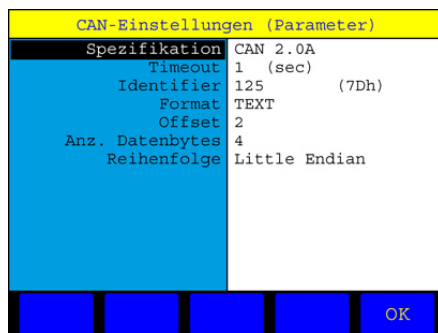 CAN-Einstellungen (Parameter)
Spezifikation CAN 2.0A
Timeout 1 (sec)
Identifier 125 (7Dh)
Format TEXT
Offset 2
Anz. Datenbytes 4
Reihenfolge Little Endian
OK